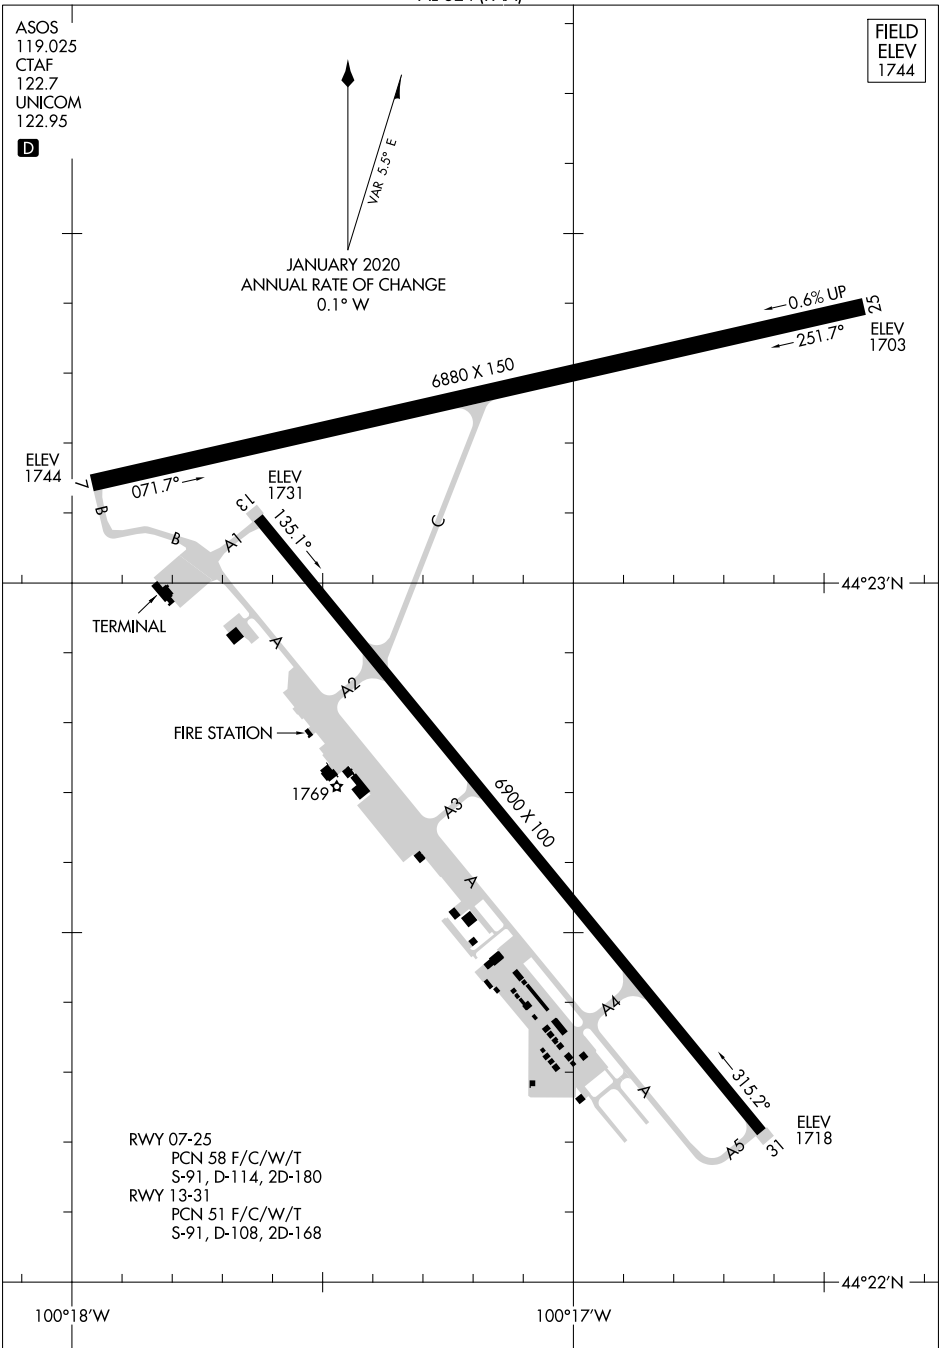 ASOS
119.025
CTAF
122.7
UNICOM
122.95
D
FIELD
ELEV
1744
VAR 5.5° E
JANUARY 2020
ANNUAL RATE OF CHANGE
0.1° W
0.6% UP
25
251.7°
ELEV
1703
6880 X 150
ELEV
1744
7
071.7°
ELEV
1731
13
135.1°
B
B
A1
C
44°23'N
TERMINAL
A
A2
FIRE STATION
1769
A3
6900 X 100
A
A4
A
315.2°
ELEV
1718
A5
31
RWY 07-25
PCN 58 F/C/W/T
S-91, D-114, 2D-180
RWY 13-31
PCN 51 F/C/W/T
S-91, D-108, 2D-168
44°22'N
100°18'W
100°17'W